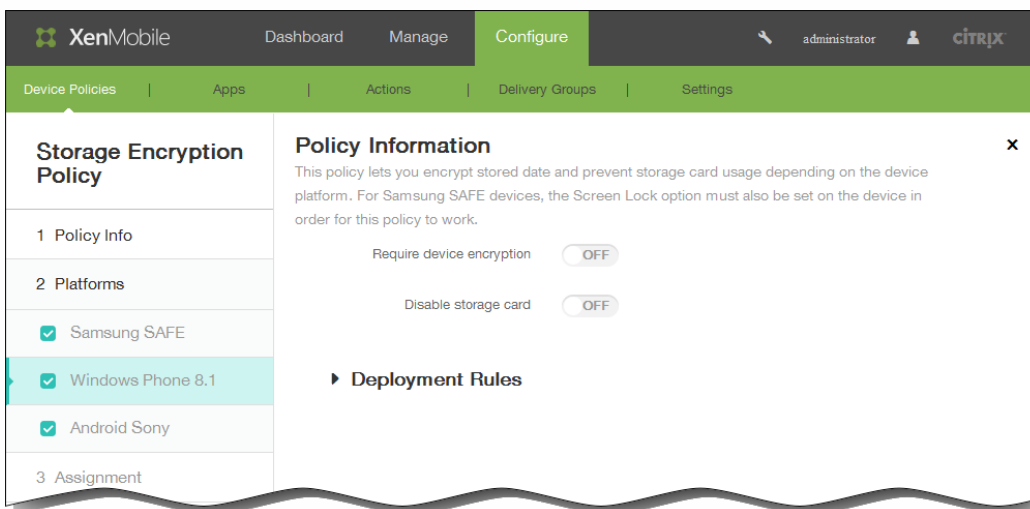 XenMobile Dashboard Manage Configure administrator CİTRIX
Device Policies | Apps | Actions | Delivery Groups | Settings
Storage Encryption
Policy
1 Policy Info
2 Platforms
Samsung SAFE
Windows Phone 8.1
Android Sony
3 Assignment
Policy Information
x
This policy lets you encrypt stored date and prevent storage card usage depending on the device
platform. For Samsung SAFE devices, the Screen Lock option must also be set on the device in
order for this policy to work.
Require device encryption OFF
Disable storage card OFF
Deployment Rules